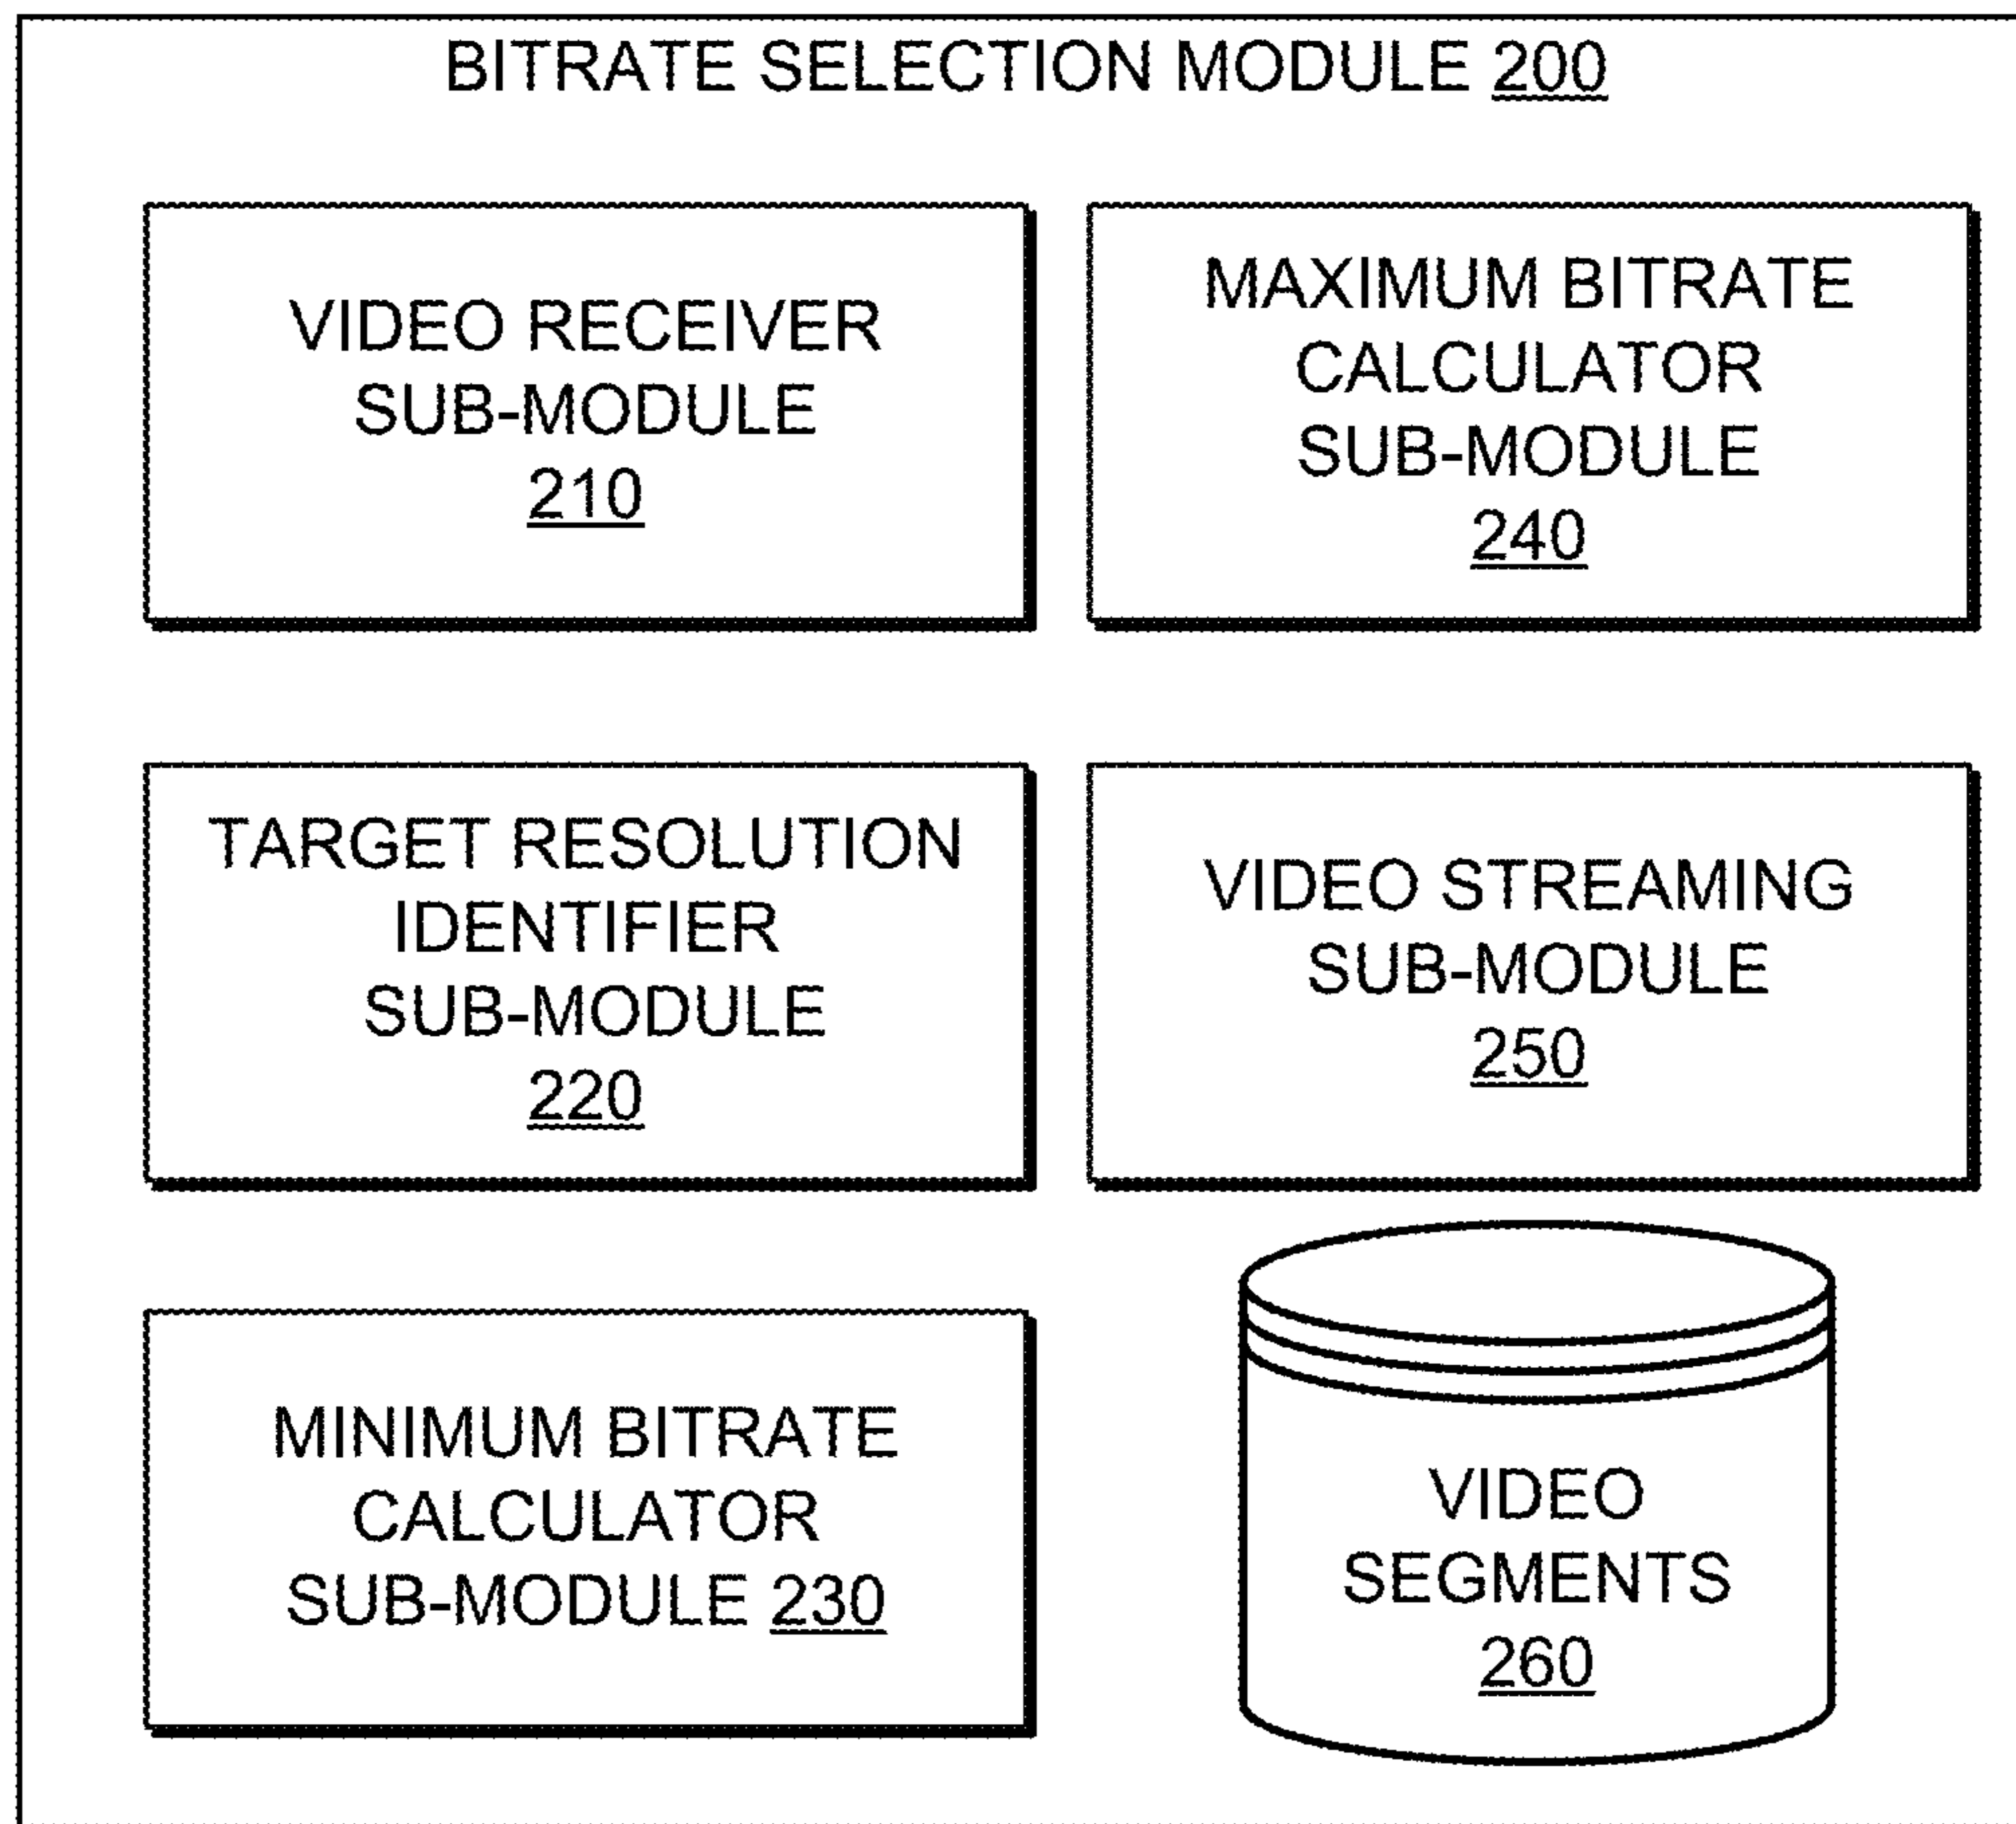 BITRATE SELECTION MODULE 200
VIDEO RECEIVER
SUB-MODULE
210
MAXIMUM BITRATE
CALCULATOR
SUB-MODULE
240
TARGET RESOLUTION
IDENTIFIER
SUB-MODULE
220
VIDEO STREAMING
SUB-MODULE
250
MINIMUM BITRATE
CALCULATOR
SUB-MODULE 230
VIDEO
SEGMENTS
260